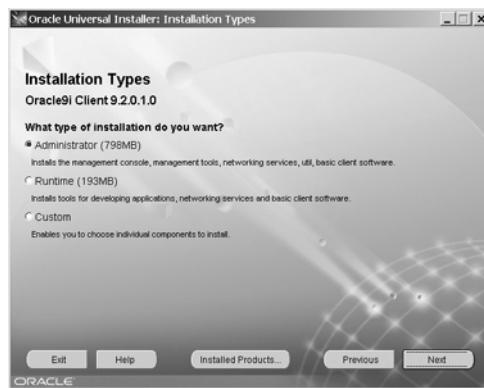 Oracle Universal Installer: Installation Types
Installation Types
Oracle9i Client 9.2.0.1.0
What type of installation do you want?
Administrator (798MB)
Installs the management console, management tools, networking services, util, basic client software.
Runtime (193MB)
Installs tools for developing applications, networking services and basic client software.
Custom
Enables you to choose individual components to install.
Exit Help Installed Products... Previous Next
ORACLE